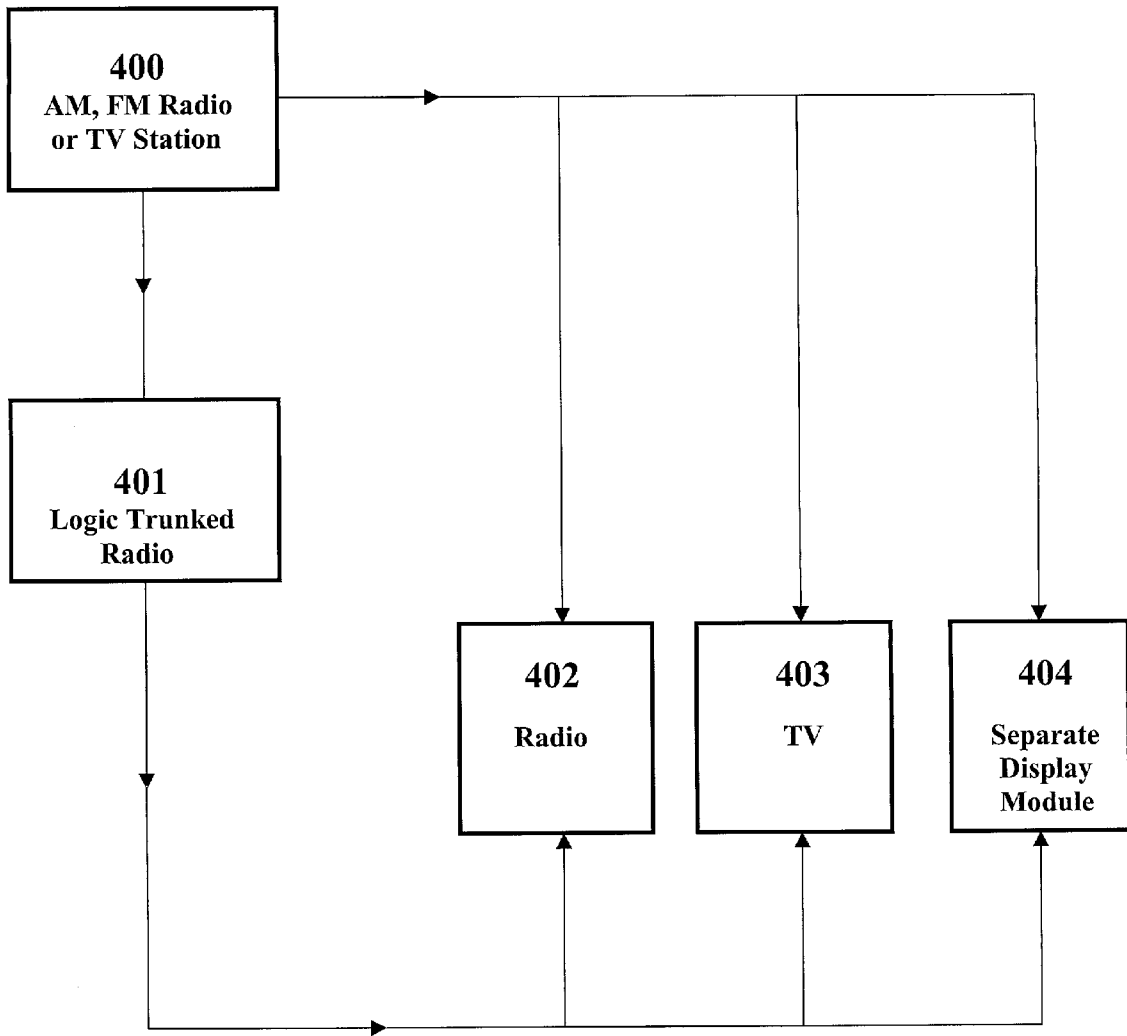 400
AM, FM Radio
or TV Station
401
Logic Trunked
Radio
402
Radio
403
TV
404
Separate
Display
Module